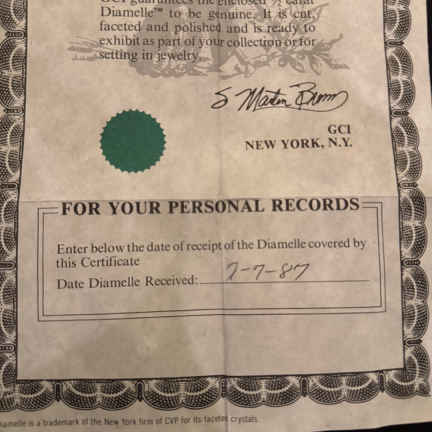 GCI guarantees the enclosed ½ carat
Diamelle™ to be genuine. It is cut,
faceted and polished and is ready to
exhibit as part of your collection or for
setting in jewelry.
S Martin Brown
GCI
NEW YORK, N.Y.
FOR YOUR PERSONAL RECORDS
Enter below the date of receipt of the Diamelle covered by
this Certificate
Date Diamelle Received: 7-7-87
Diamelle is a trademark of the New York firm of CVP for its facetes crystals.